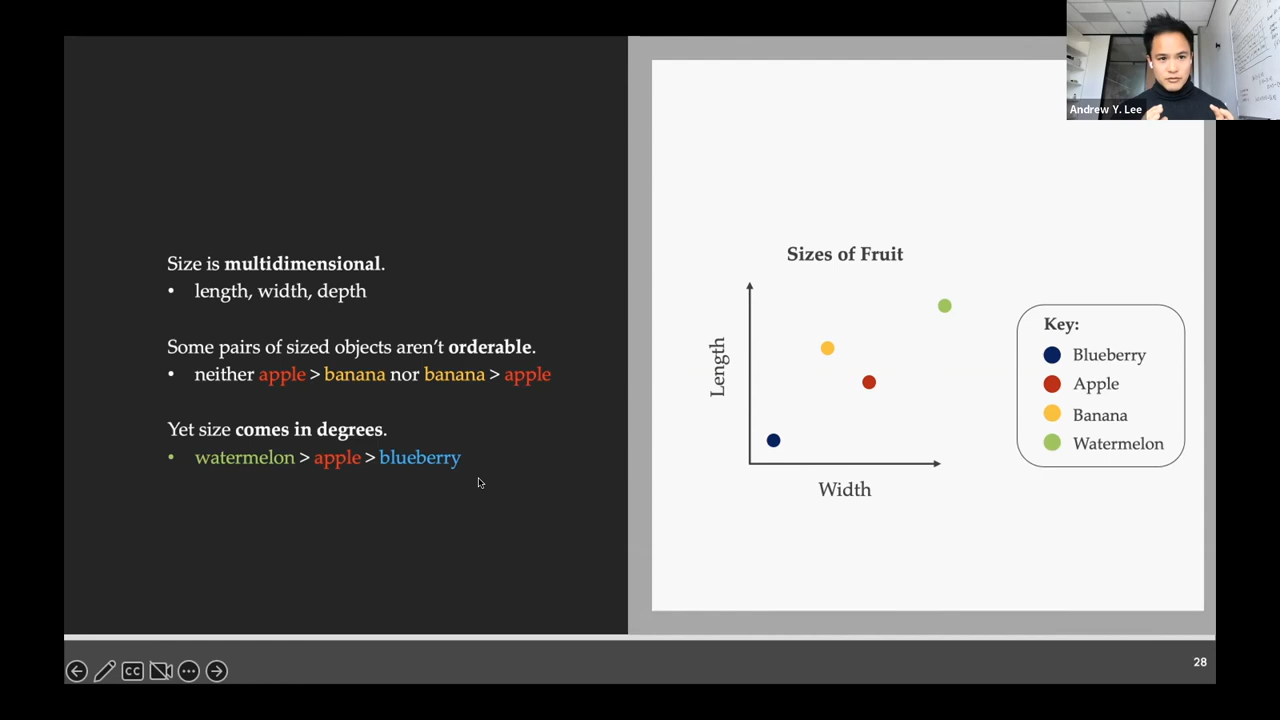 Andrew Y. Lee
Size is multidimensional.
• length, width, depth
Some pairs of sized objects aren't orderable.
• neither apple > banana nor banana > apple
Yet size comes in degrees.
• watermelon > apple > blueberry
Sizes of Fruit
Length
Width
Key:
Blueberry
Apple
Banana
Watermelon
CC
28